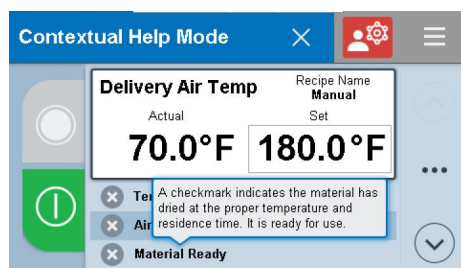 Contextual Help Mode
Delivery Air Temp
Recipe Name
Manual
Actual
Set
70.0°F
180.0°F
A checkmark indicates the material has
dried at the proper temperature and
residence time. It is ready for use.
Air
Material Ready